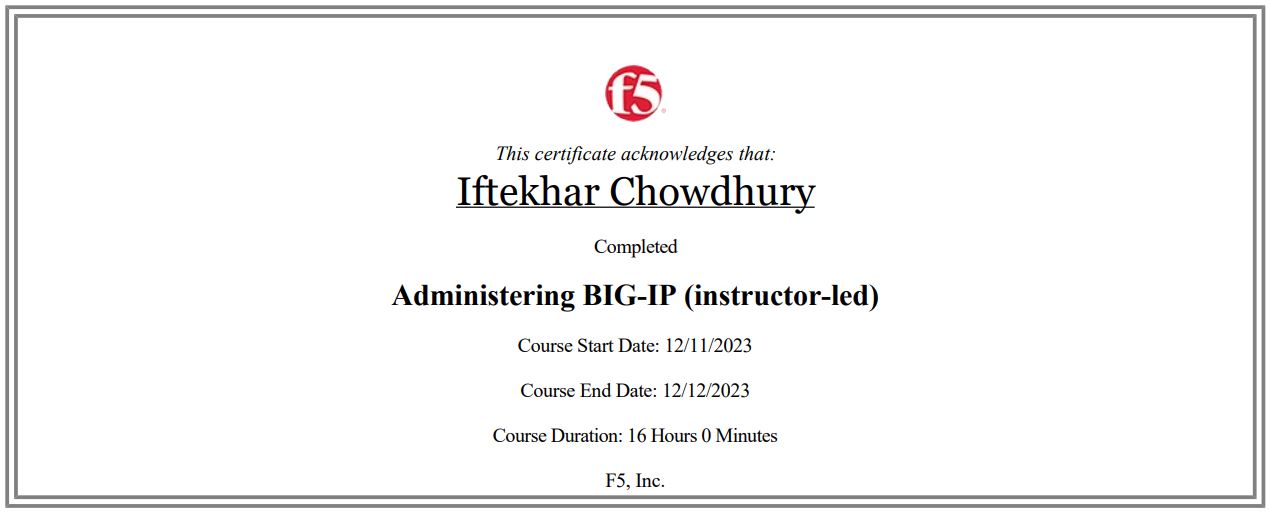 f5
This certificate acknowledges that:
Iftekhar Chowdhury
Completed
Administering BIG-IP (instructor-led)
Course Start Date: 12/11/2023
Course End Date: 12/12/2023
Course Duration: 16 Hours 0 Minutes
F5, Inc.